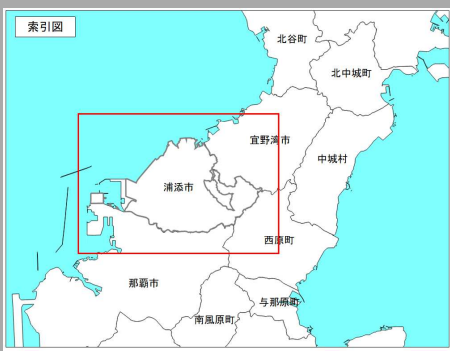 索引図
北谷町
北中城町
宜野湾市
中城村
浦添市
西原町
那覇市
与那原町
南風原町